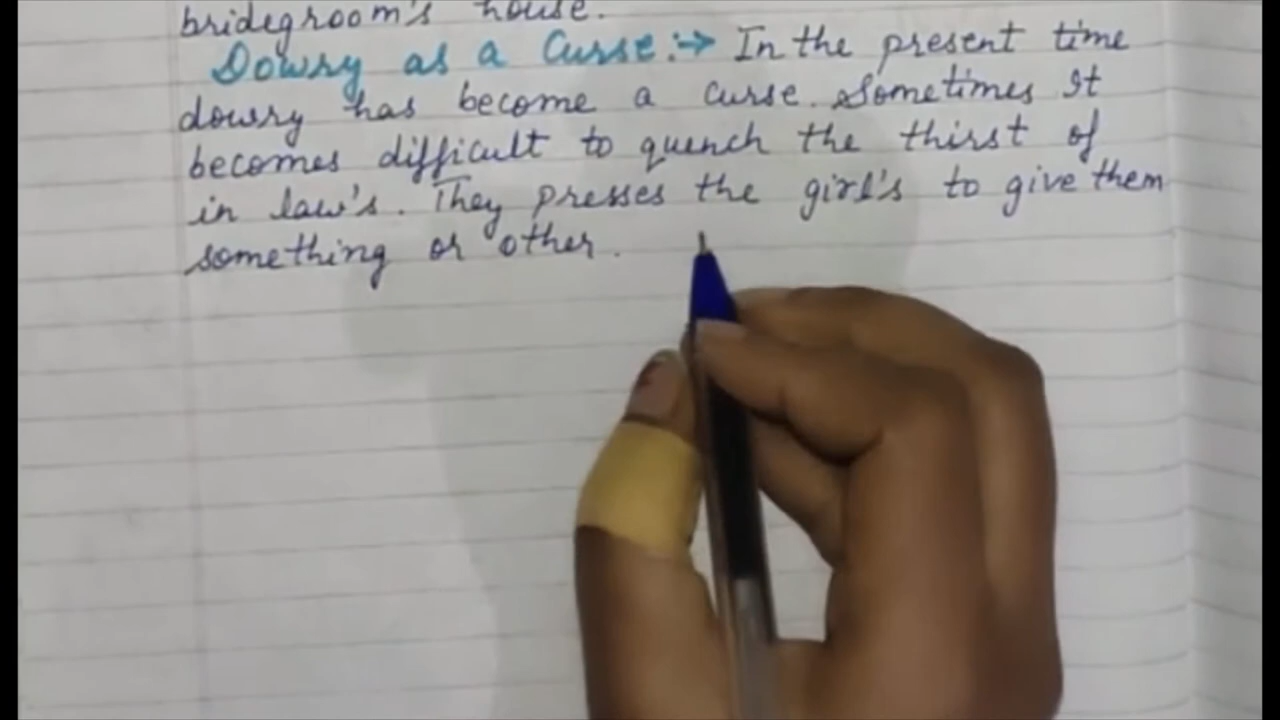 bridegroom's house.
Dowry as a Curse:→ In the present time
dowry has become a curse. Sometimes It
becomes difficult to quench the thirst of
in law's. They presses the girl's to give them
something or other.